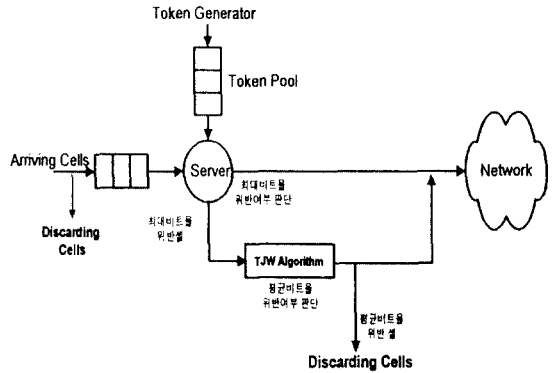 Token Generator
Token Pool
Arriving Cells
Server
Network
최대비트율
위반여부 판단
Discarding
Cells
최대비트율
위반셀
TJW Algorithm
평균비트율
위반여부 판단
평균비트율
위반 셀
Discarding Cells